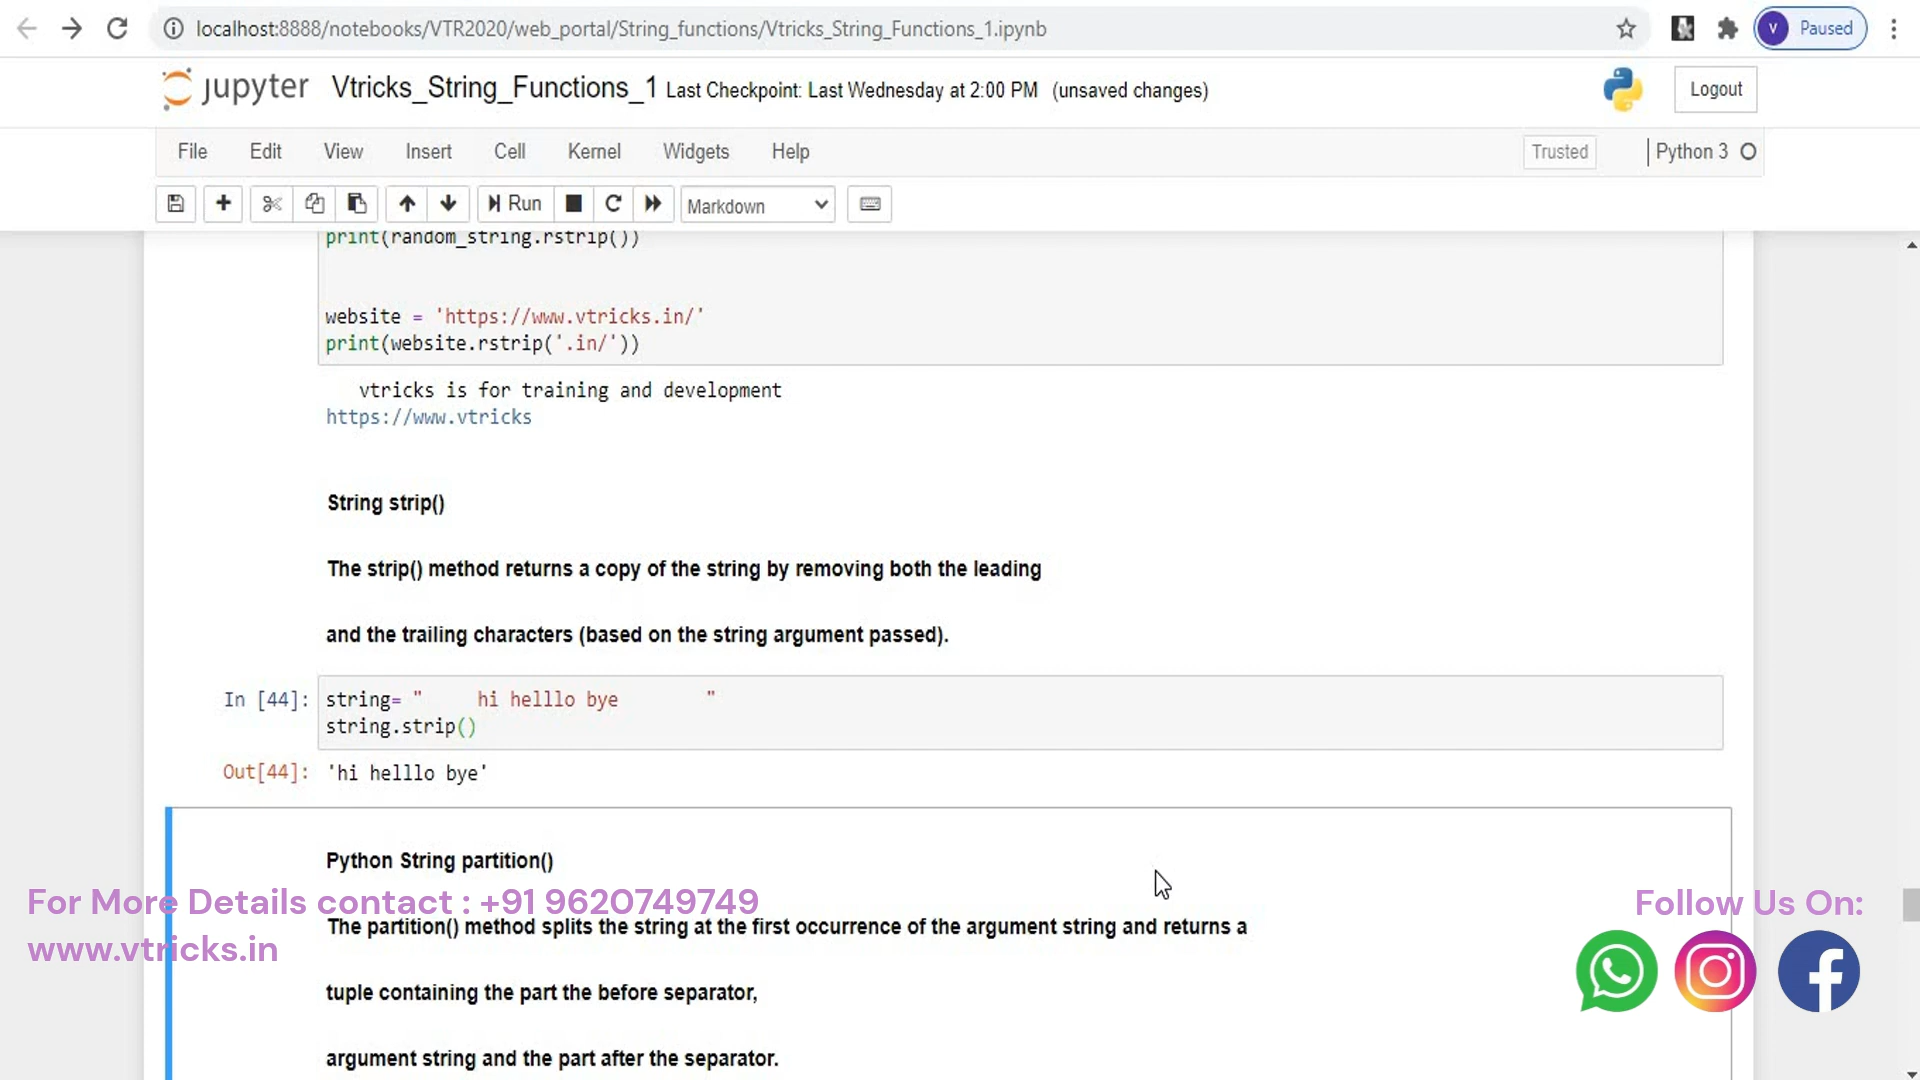 localhost:8888/notebooks/VTR2020/web_portal/String_functions/Vtricks_String_Functions_1.ipynb
V Paused
jupyter Vtricks_String_Functions_1 Last Checkpoint: Last Wednesday at 2:00 PM (unsaved changes)
Logout
File Edit View Insert Cell Kernel Widgets Help
Trusted
Python 3
Run
Markdown
print(random_string.rstrip())
website = 'https://www.vtricks.in/'
print(website.rstrip('.in/'))
vtricks is for training and development
https://www.vtricks
String strip()
The strip() method returns a copy of the string by removing both the leading
and the trailing characters (based on the string argument passed).
In [44]: string= "     hi helllo bye        "
string.strip()
Out[44]: 'hi helllo bye'
Python String partition()
For More Details contact : +91 9620749749
Follow Us On:
The partition() method splits the string at the first occurrence of the argument string and returns a
www.vtricks.in
tuple containing the part the before separator,
argument string and the part after the separator.